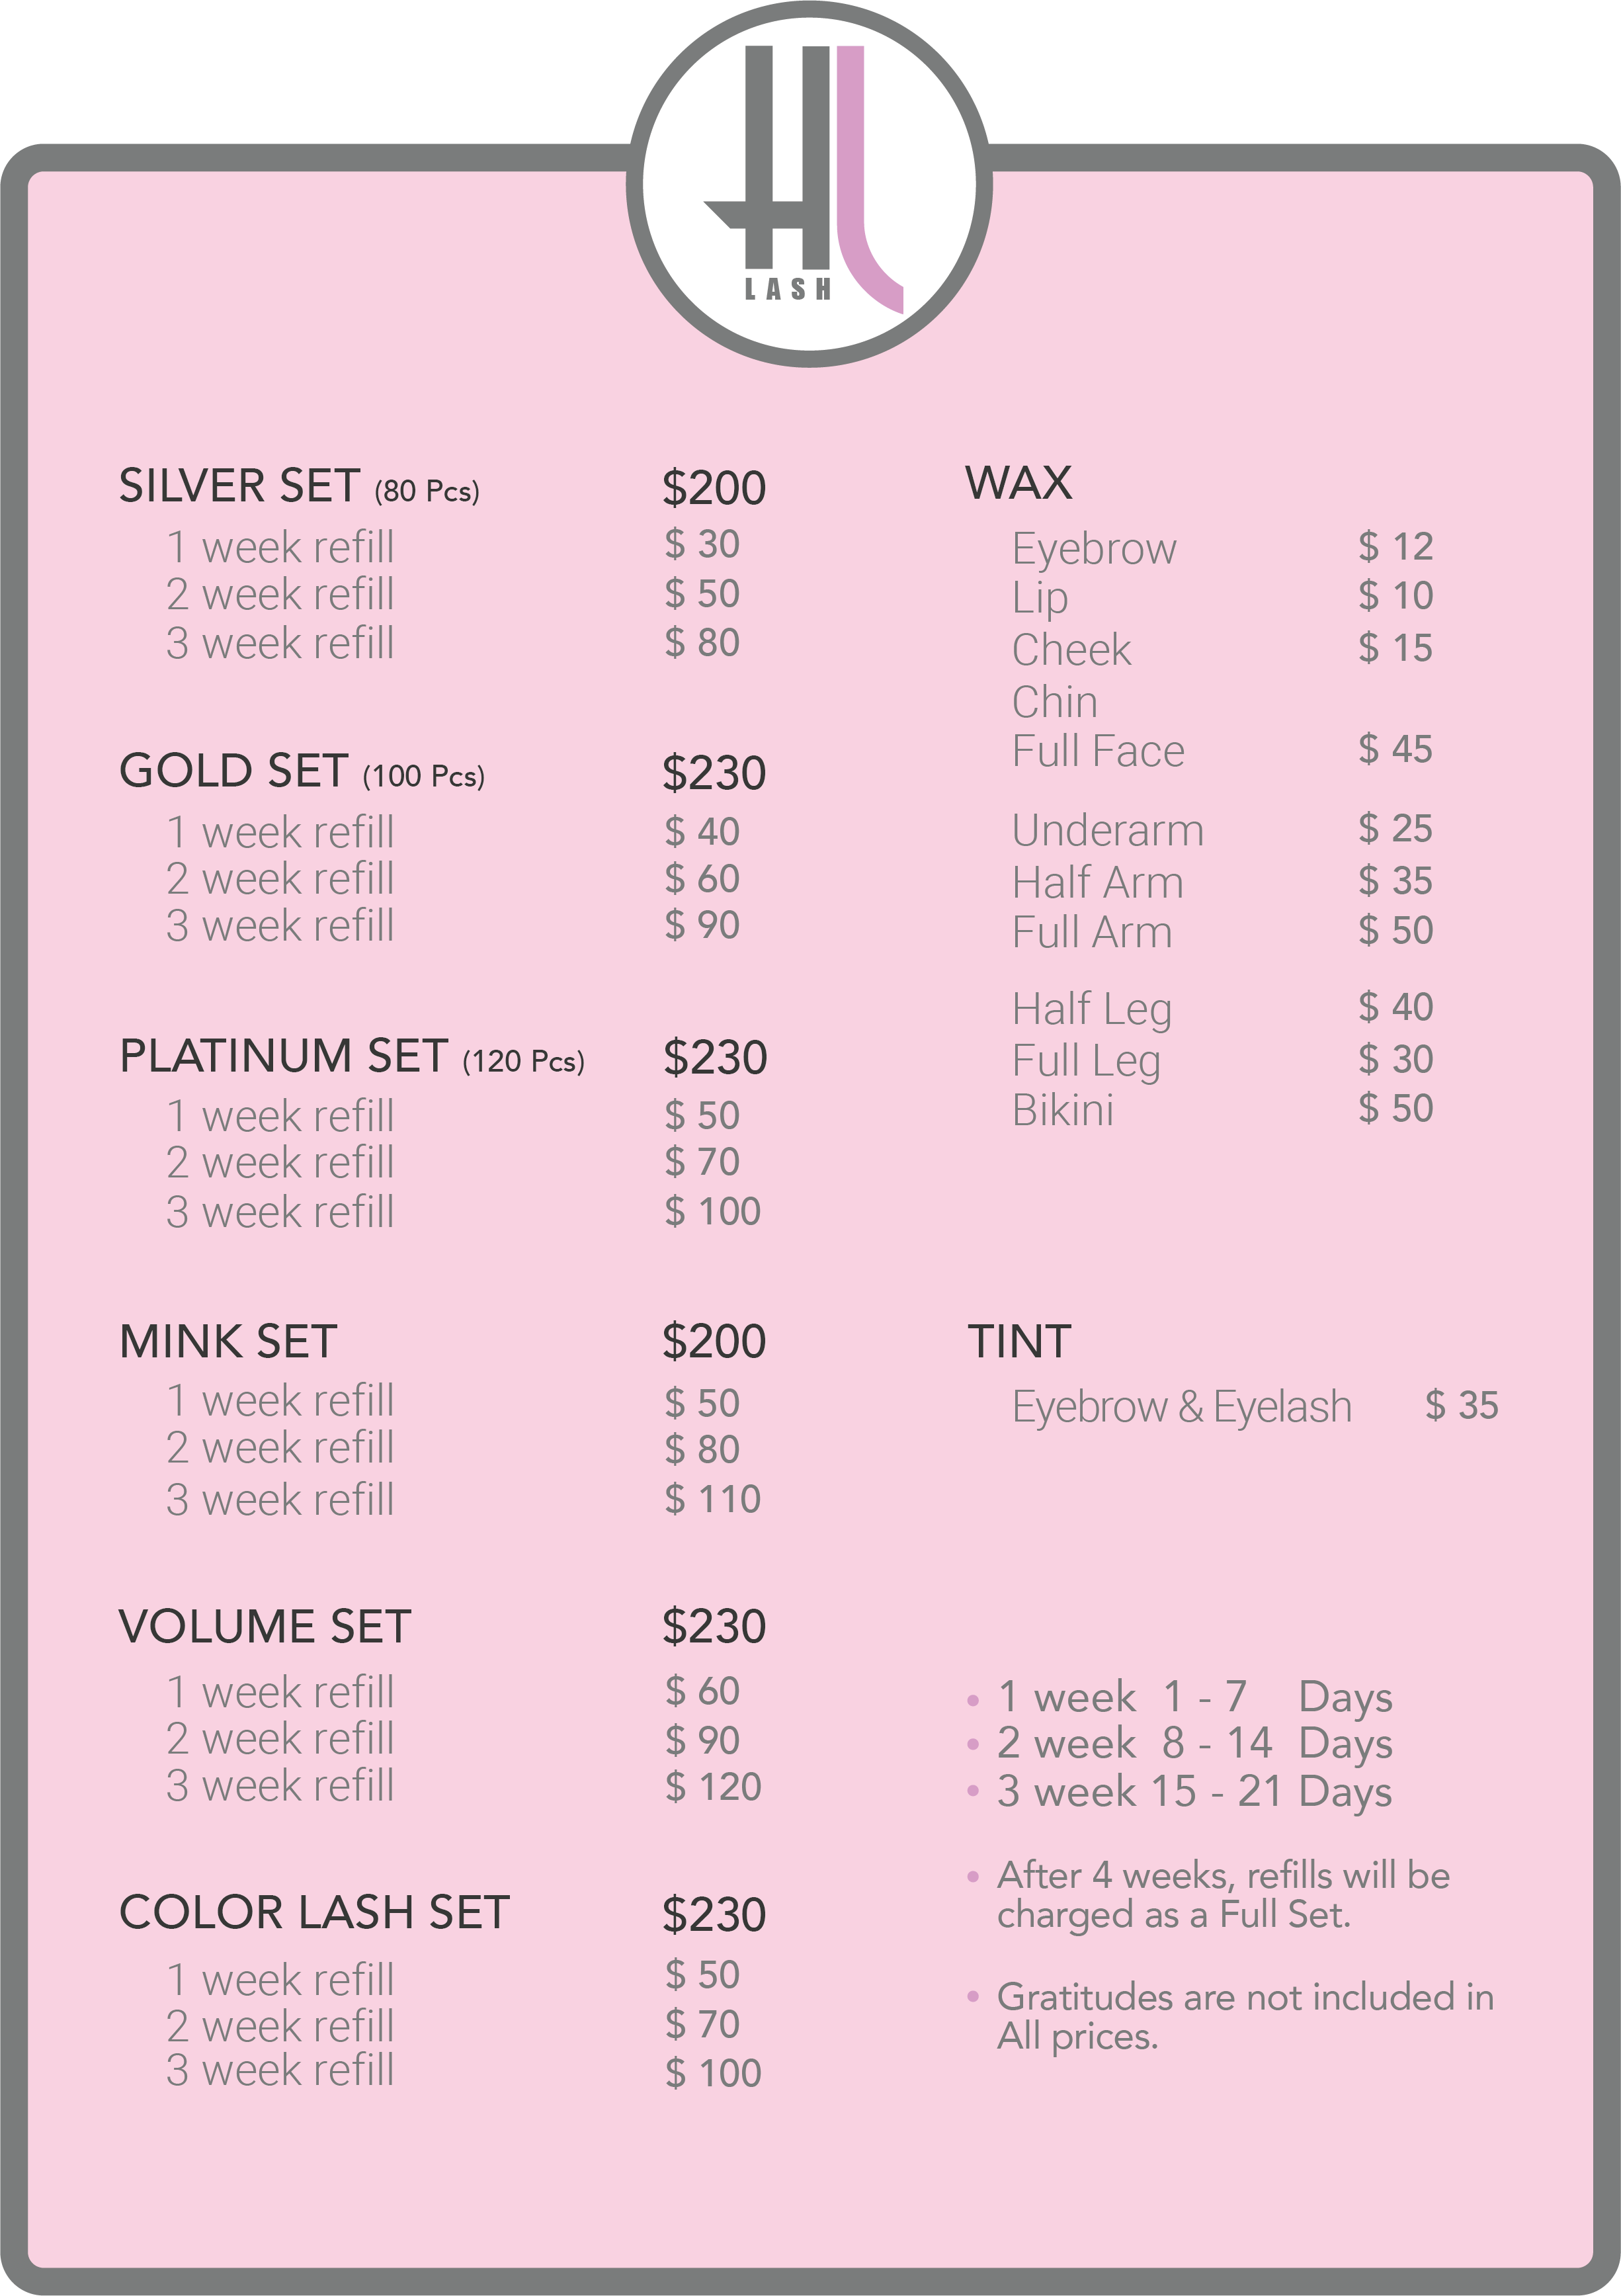 HL
LASH
SILVER SET (80 Pcs) $200
1 week refill $ 30
2 week refill $ 50
3 week refill $ 80
GOLD SET (100 Pcs) $230
1 week refill $ 40
2 week refill $ 60
3 week refill $ 90
PLATINUM SET (120 Pcs) $230
1 week refill $ 50
2 week refill $ 70
3 week refill $ 100
MINK SET $200
1 week refill $ 50
2 week refill $ 80
3 week refill $ 110
VOLUME SET $230
1 week refill $ 60
2 week refill $ 90
3 week refill $ 120
COLOR LASH SET $230
1 week refill $ 50
2 week refill $ 70
3 week refill $ 100
WAX
Eyebrow $ 12
Lip $ 10
Cheek $ 15
Chin
Full Face $ 45
Underarm $ 25
Half Arm $ 35
Full Arm $ 50
Half Leg $ 40
Full Leg $ 30
Bikini $ 50
TINT
Eyebrow & Eyelash $ 35
• 1 week 1 - 7 Days
• 2 week 8 - 14 Days
• 3 week 15 - 21 Days
• After 4 weeks, refills will be
charged as a Full Set.
• Gratitudes are not included in
All prices.